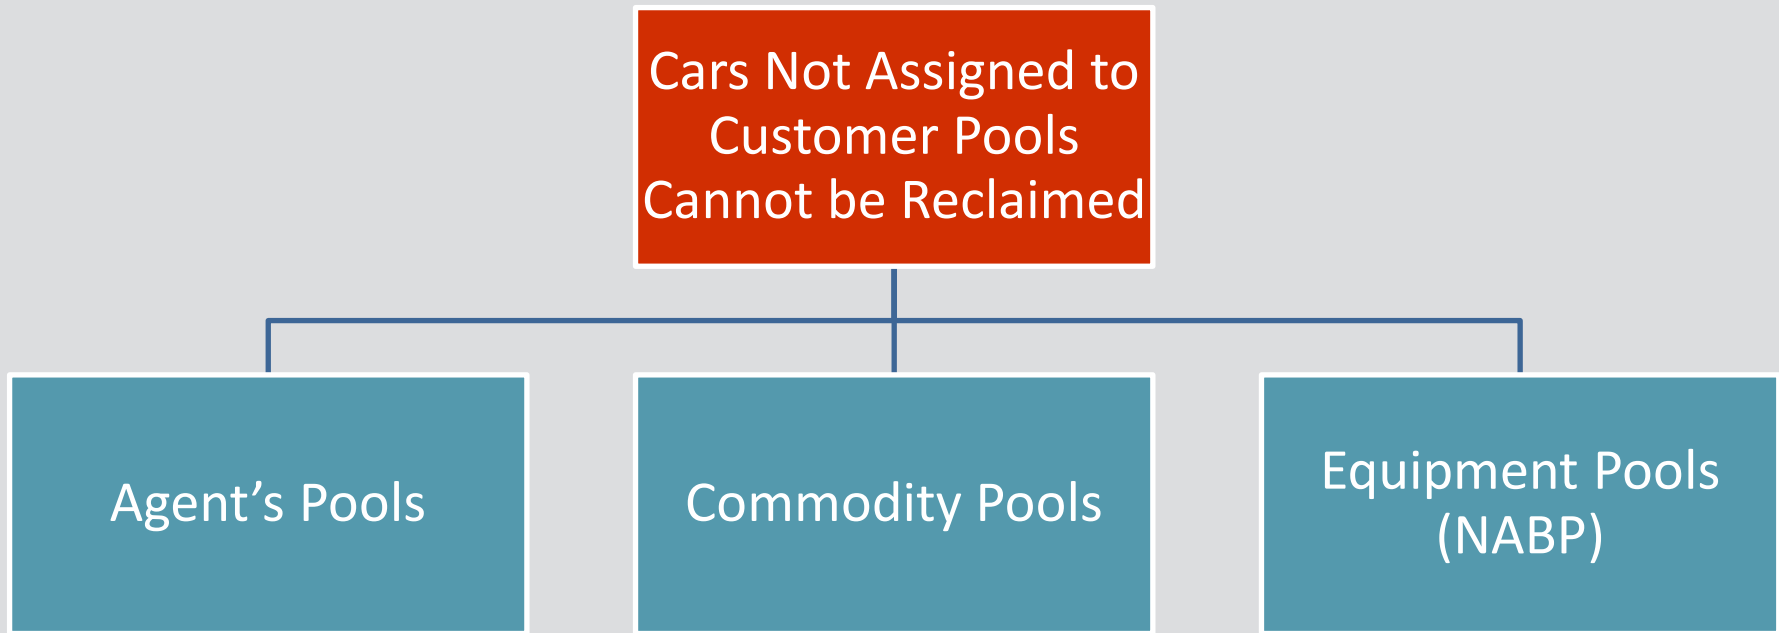 Cars Not Assigned to
Customer Pools
Cannot be Reclaimed
Agent’s Pools
Commodity Pools
Equipment Pools
(NABP)